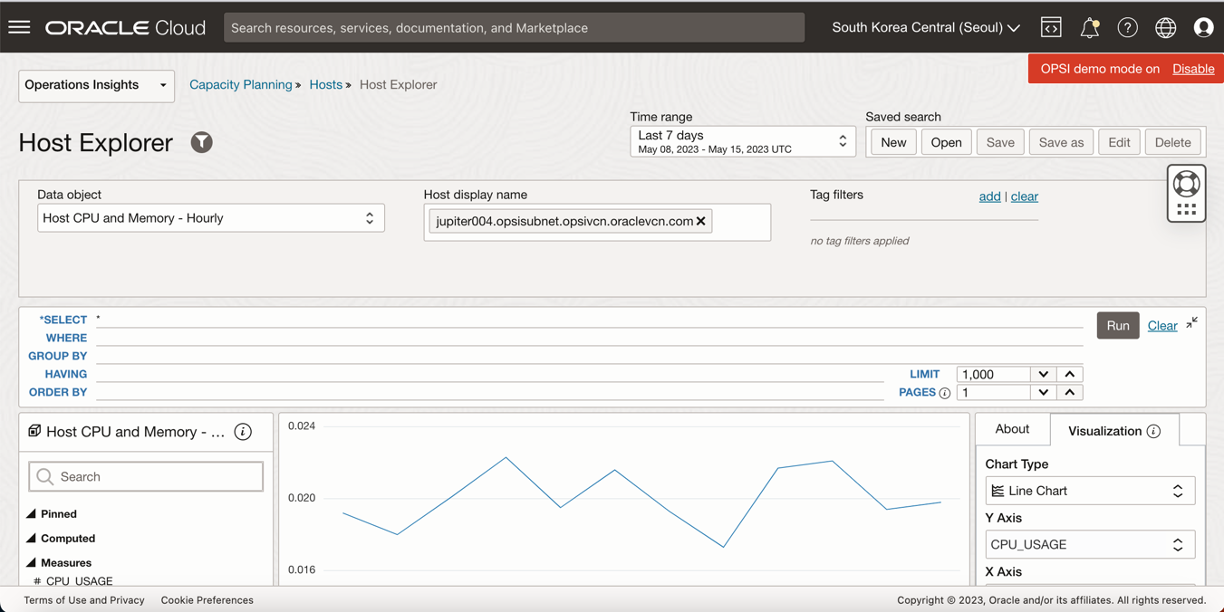 ORACLE Cloud
Search resources, services, documentation, and Marketplace
South Korea Central (Seoul)
OPSI demo mode on Disable
Operations Insights
Capacity Planning » Hosts » Host Explorer
Host Explorer
Time range
Last 7 days
May 08, 2023 - May 15, 2023 UTC
Saved search
New Open Save Save as Edit Delete
Data object
Host CPU and Memory - Hourly
Host display name
jupiter004.opsisubnet.opsivcn.oraclevcn.com ×
Tag filters
add | clear
no tag filters applied
*SELECT *
WHERE
GROUP BY
HAVING
ORDER BY
LIMIT 1,000
PAGES i 1
Run Clear
Host CPU and Memory - ... i
Search
Pinned
Computed
Measures
# CPU_USAGE
0.024
0.020
0.016
About
Visualization i
Chart Type
Line Chart
Y Axis
CPU_USAGE
X Axis
Terms of Use and Privacy Cookie Preferences
Copyright © 2023, Oracle and/or its affiliates. All rights reserved.